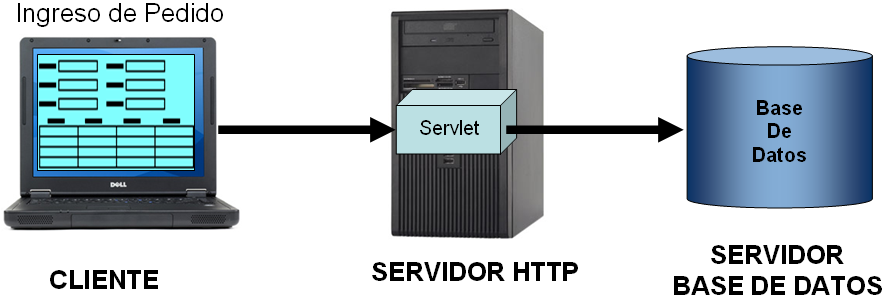 Ingreso de Pedido
DELL
Servlet
Base
De
Datos
CLIENTE
SERVIDOR HTTP
SERVIDOR
BASE DE DATOS